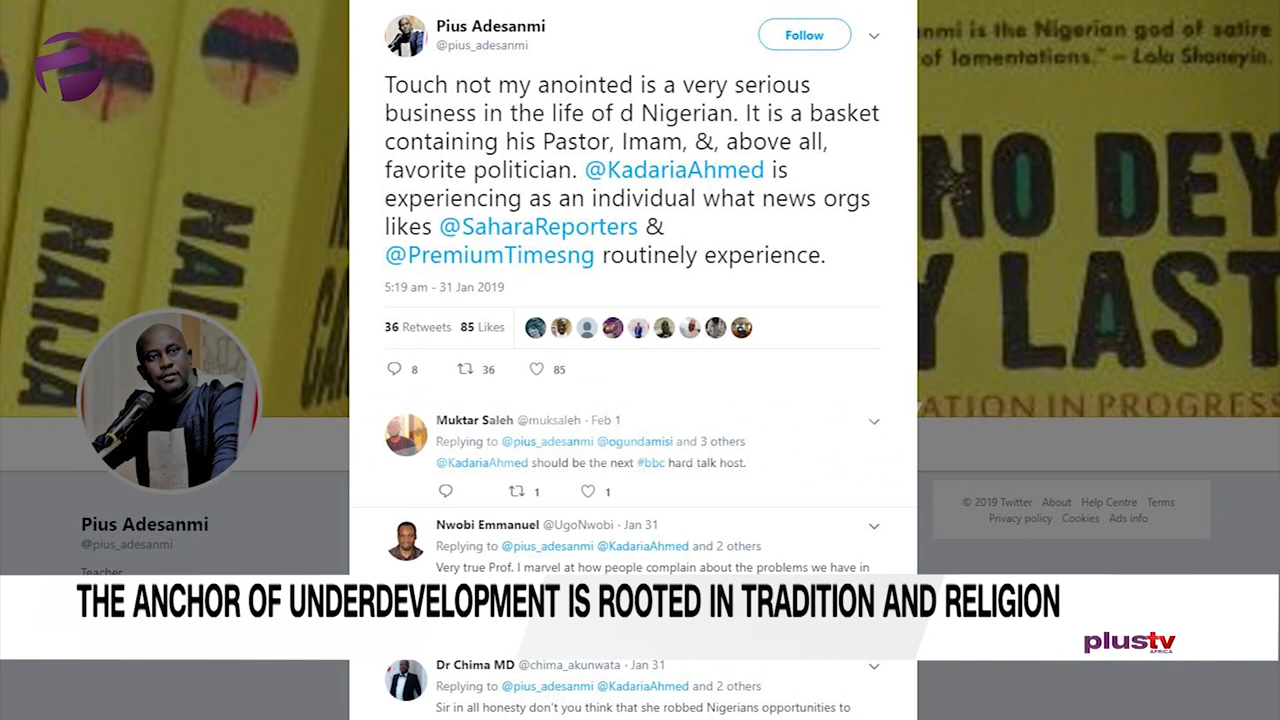 Pius Adesanmi
@pius_adesanmi
Follow
Touch not my anointed is a very serious
business in the life of d Nigerian. It is a basket
containing his Pastor, Imam, &, above all,
favorite politician. @KadariaAhmed is
experiencing as an individual what news orgs
likes @SaharaReporters &
@PremiumTimesng routinely experience.
5:19 am - 31 Jan 2019
36 Retweets 85 Likes
8 36 85
Muktar Saleh @muksaleh · Feb 1
Replying to @pius_adesanmi @ogundamisi and 3 others
@KadariaAhmed should be the next #bbc hard talk host.
1 1
Nwobi Emmanuel @UgoNwobi · Jan 31
Replying to @pius_adesanmi @KadariaAhmed and 2 others
Very true Prof. I marvel at how people complain about the problems we have in
Dr Chima MD @chima_akunwata · Jan 31
Replying to @pius_adesanmi @KadariaAhmed and 2 others
Sir in all honesty don't you think that she robbed Nigerians opportunities to
NAIJA
NAIJA
nmi is the Nigerian god of satire
of lamentations." — Lola Shoneyin.
NO DEY
Y LAST
ATION IN PROGRESS
Pius Adesanmi
@pius_adesanmi
Teacher
© 2019 Twitter About Help Centre Terms
Privacy policy Cookies Ads info
THE ANCHOR OF UNDERDEVELOPMENT IS ROOTED IN TRADITION AND RELIGION
plustv
AFRICA